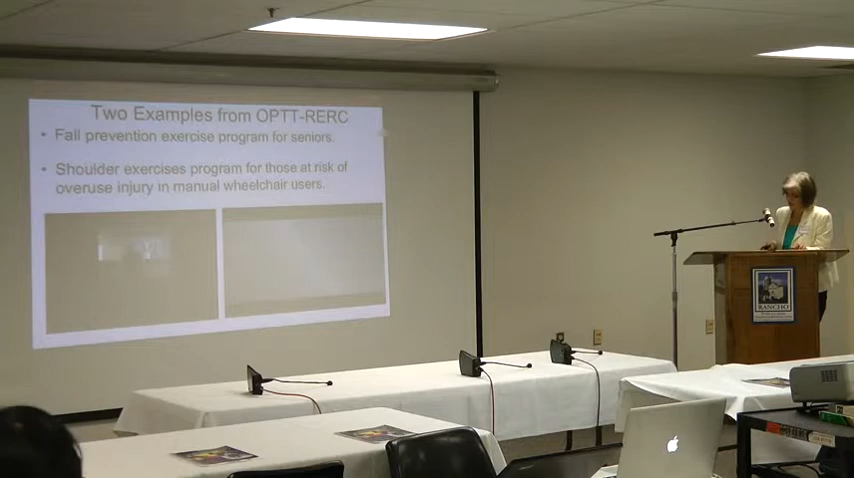 Two Examples from OPTT-RERC
• Fall prevention exercise program for seniors.
• Shoulder exercises program for those at risk of
overuse injury in manual wheelchair users.
RANCHO